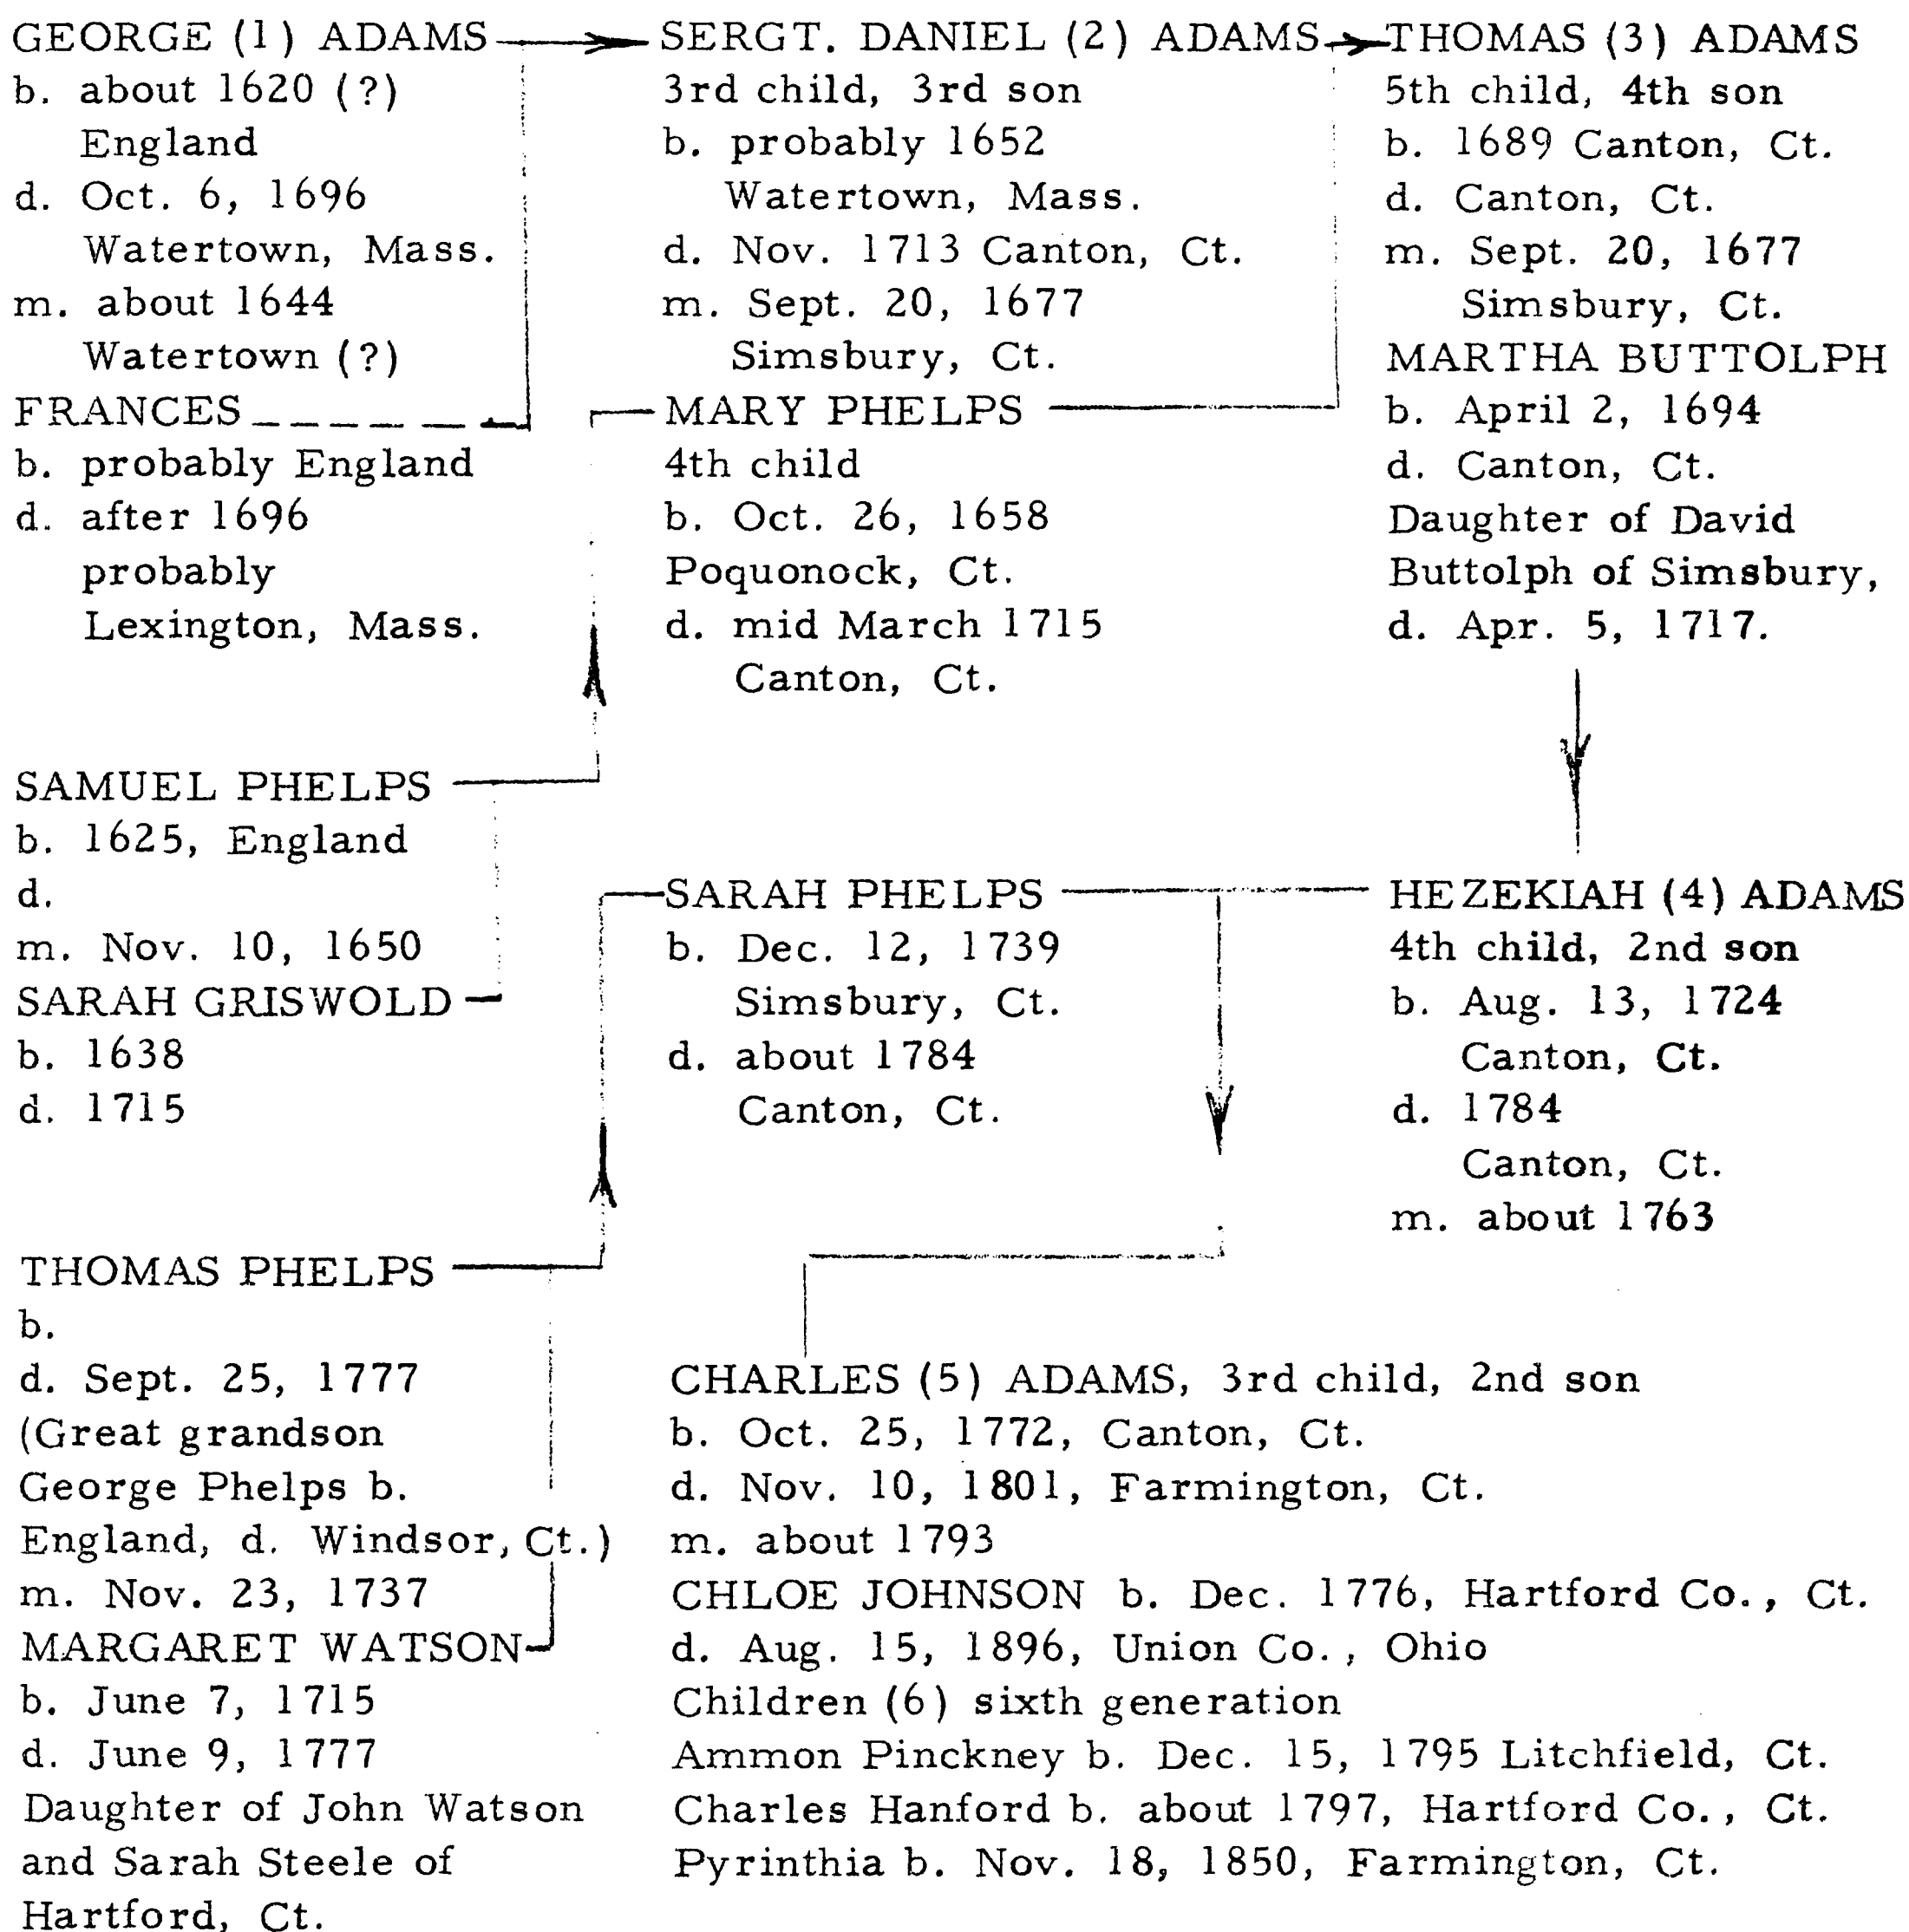 GEORGE (1) ADAMS
b. about 1620 (?)
England
d. Oct. 6, 1696
Watertown, Mass.
m. about 1644
Watertown (?)
FRANCES _ _ _ _ _ _
b. probably England
d. after 1696
probably
Lexington, Mass.
SERGT. DANIEL (2) ADAMS
3rd child, 3rd son
b. probably 1652
Watertown, Mass.
d. Nov. 1713 Canton, Ct.
m. Sept. 20, 1677
Simsbury, Ct.
MARY PHELPS
4th child
b. Oct. 26, 1658
Poquonock, Ct.
d. mid March 1715
Canton, Ct.
THOMAS (3) ADAMS
5th child, 4th son
b. 1689 Canton, Ct.
d. Canton, Ct.
m. Sept. 20, 1677
Simsbury, Ct.
MARTHA BUTTOLPH
b. April 2, 1694
d. Canton, Ct.
Daughter of David
Buttolph of Simsbury,
d. Apr. 5, 1717.
SAMUEL PHELPS
b. 1625, England
d.
m. Nov. 10, 1650
SARAH GRISWOLD
b. 1638
d. 1715
SARAH PHELPS
b. Dec. 12, 1739
Simsbury, Ct.
d. about 1784
Canton, Ct.
HEZEKIAH (4) ADAMS
4th child, 2nd son
b. Aug. 13, 1724
Canton, Ct.
d. 1784
Canton, Ct.
m. about 1763
THOMAS PHELPS
b.
d. Sept. 25, 1777
(Great grandson
George Phelps b.
England, d. Windsor, Ct.)
m. Nov. 23, 1737
MARGARET WATSON
b. June 7, 1715
d. June 9, 1777
Daughter of John Watson
and Sarah Steele of
Hartford, Ct.
CHARLES (5) ADAMS, 3rd child, 2nd son
b. Oct. 25, 1772, Canton, Ct.
d. Nov. 10, 1801, Farmington, Ct.
m. about 1793
CHLOE JOHNSON b. Dec. 1776, Hartford Co., Ct.
d. Aug. 15, 1896, Union Co., Ohio
Children (6) sixth generation
Ammon Pinckney b. Dec. 15, 1795 Litchfield, Ct.
Charles Hanford b. about 1797, Hartford Co., Ct.
Pyrinthia b. Nov. 18, 1850, Farmington, Ct.